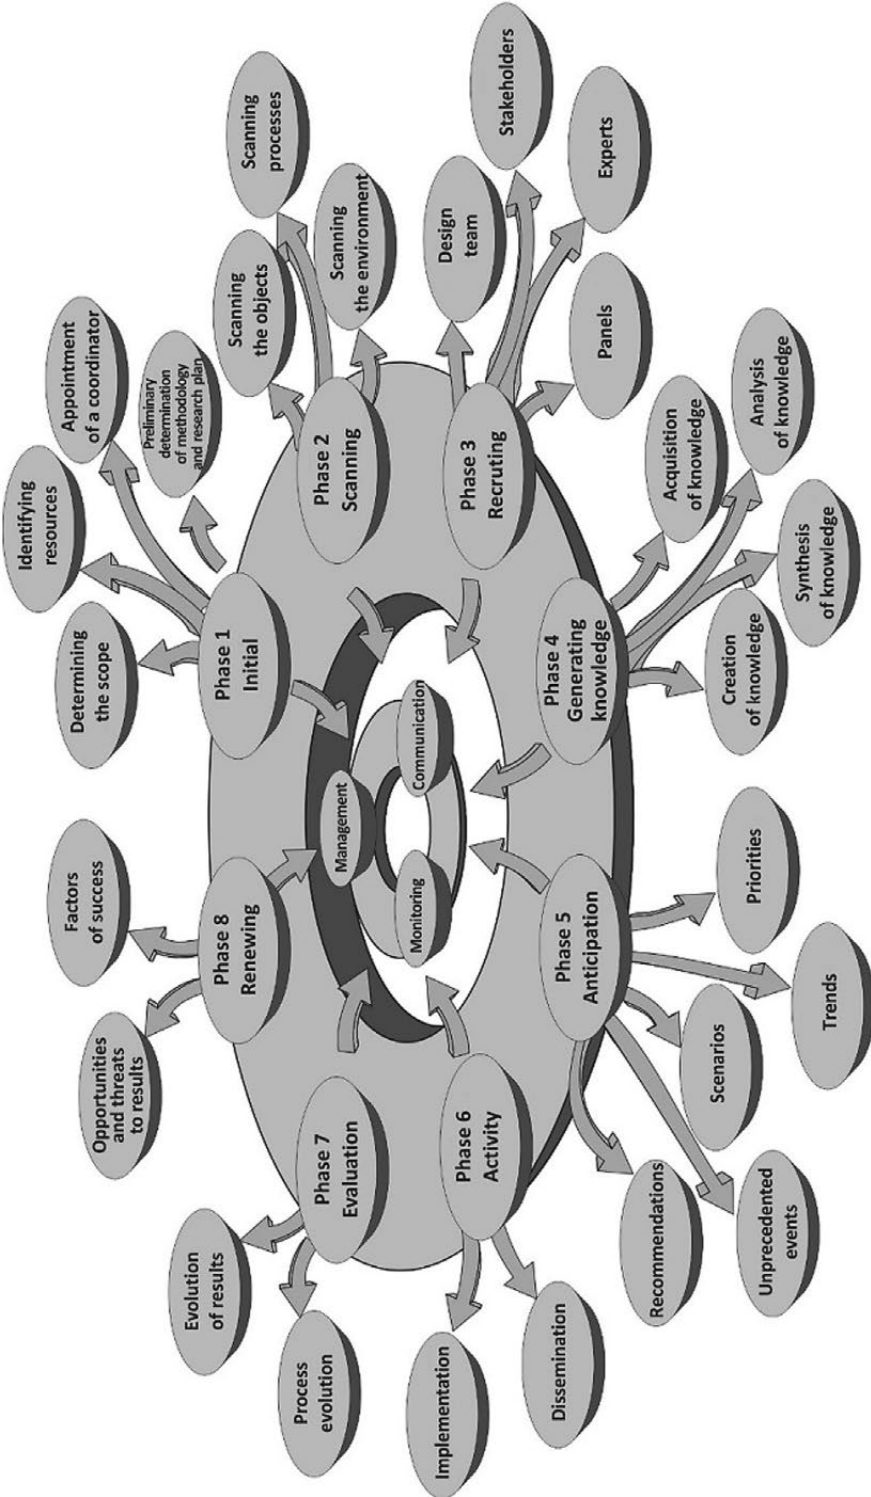 Phase 1
Initial
Determining
the scope
Identifying
resources
Appointment
of a coordinator
Preliminary
determination
of methodology
and research plan
Phase 2
Scanning
Scanning
the objects
Scanning
processes
Scanning
the environment
Phase 3
Recruting
Design
team
Stakeholders
Experts
Panels
Phase 4
Generating
knowledge
Acquisition
of knowledge
Analysis
of knowledge
Synthesis
of knowledge
Creation
of knowledge
Phase 5
Anticipation
Priorities
Trends
Scenarios
Unprecedented
events
Recommendations
Phase 6
Activity
Dissemination
Implementation
Phase 7
Evaluation
Process
evolution
Evolution
of results
Phase 8
Renewing
Opportunities
and threats
to results
Factors
of success
Management
Communication
Monitoring